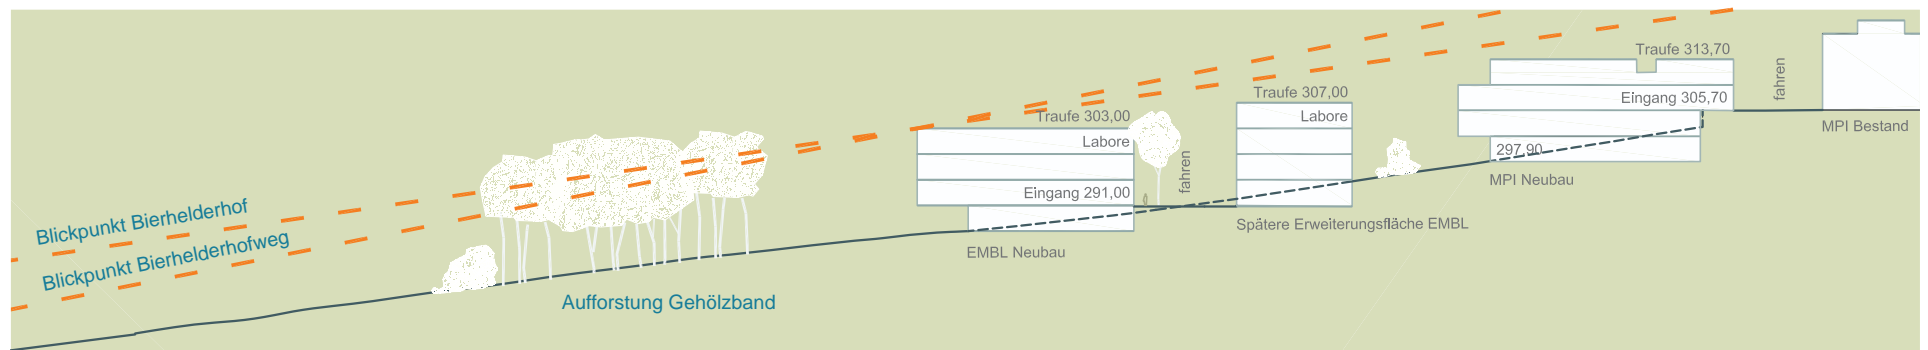 Blickpunkt Bierhelderhof
Blickpunkt Bierhelderhofweg
Aufforstung Gehölzband
Traufe 303,00
Labore
Eingang 291,00
EMBL Neubau
fahren
Traufe 307,00
Labore
Spätere Erweiterungsfläche EMBL
Traufe 313,70
Eingang 305,70
297,90
MPI Neubau
fahren
MPI Bestand